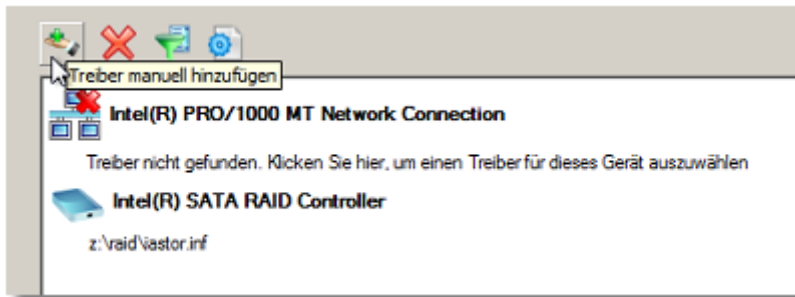 Treiber manuell hinzufügen
Intel(R) PRO/1000 MT Network Connection
Treiber nicht gefunden. Klicken Sie hier, um einen Treiber für dieses Gerät auszuwählen
Intel(R) SATA RAID Controller
z:\raid\iastor.inf